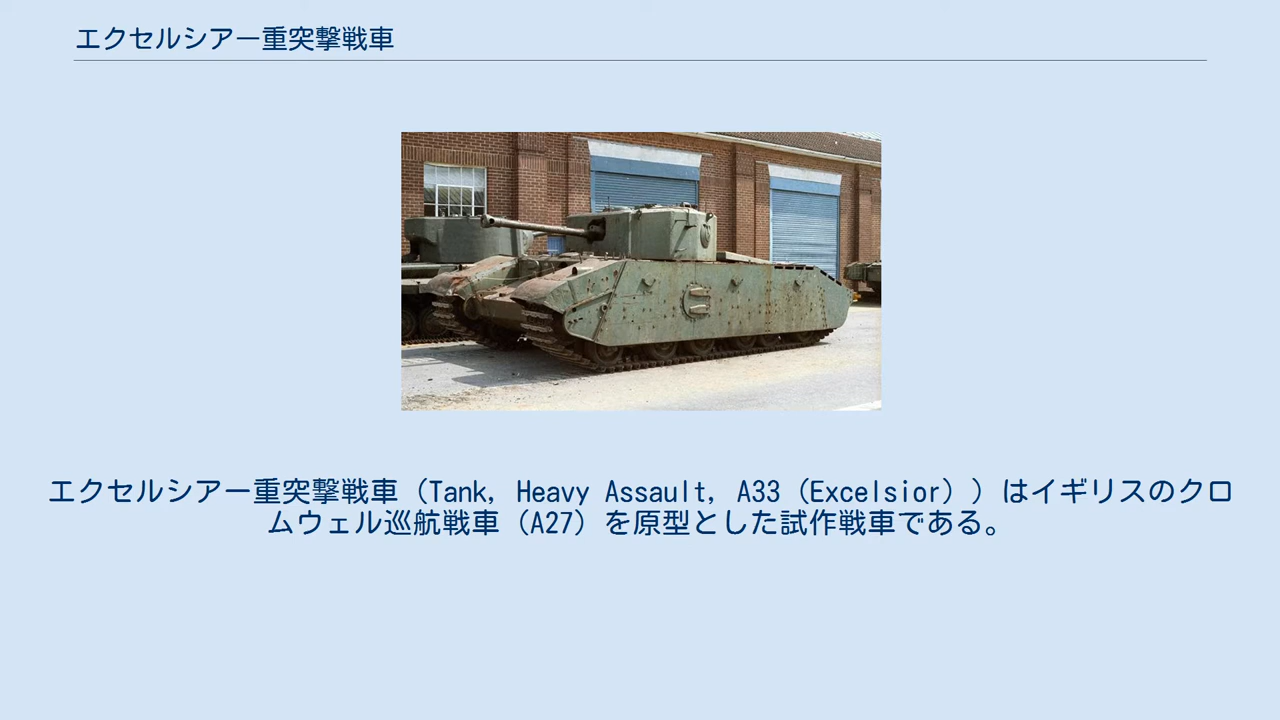 エクセルシアー重突撃戦車
エクセルシアー重突撃戦車（Tank, Heavy Assault, A33（Excelsior））はイギリスのクロ
ムウェル巡航戦車（A27）を原型とした試作戦車である。